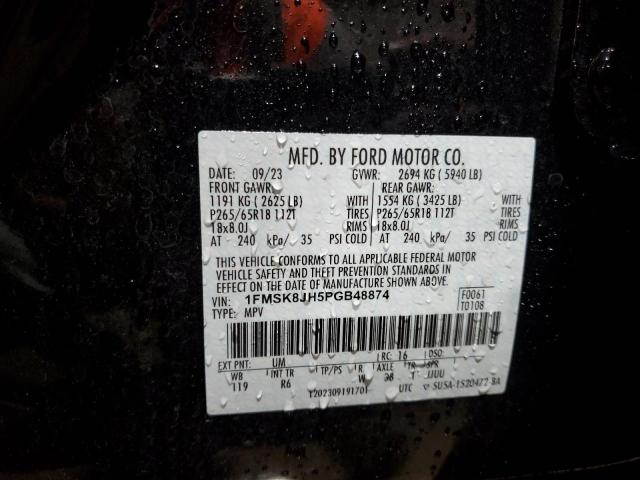 MFD. BY FORD MOTOR CO.
DATE: 09/23 GVWR: 2694 KG ( 5940 LB)
FRONT GAWR: REAR GAWR:
1191 KG ( 2625 LB) WITH 1554 KG ( 3425 LB) WITH
P265/65R18 112T TIRES P265/65R18 112T TIRES
18x8.0J RIMS 18x8.0J RIMS
AT 240 kPa/ 35 PSI COLD AT 240 kPa/ 35 PSI COLD
THIS VEHICLE CONFORMS TO ALL APPLICABLE FEDERAL MOTOR
VEHICLE SAFETY AND THEFT PREVENTION STANDARDS IN
EFFECT ON THE DATE OF MANUFACTURE SHOWN ABOVE.
VIN: 1FMSK8JH5PGB48874 F0061
TYPE: MPV T0108
EXT PNT: UM RC: 16 DSO:
WB INT TR TP/PS R AXLE TR SPR
119 R6 W 28 T JJUU
T20230919170 UTC ▽ SUSA-1520472-BA